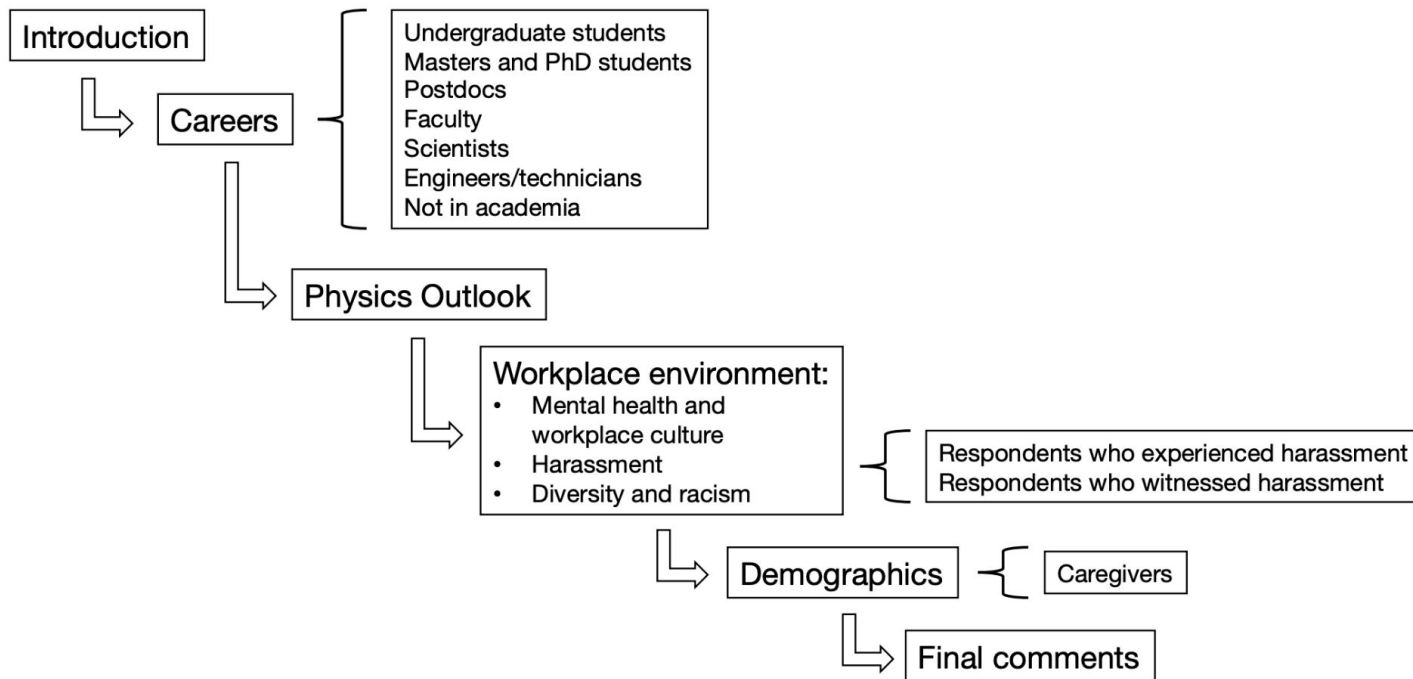 Introduction
Careers
Undergraduate students
Masters and PhD students
Postdocs
Faculty
Scientists
Engineers/technicians
Not in academia
Physics Outlook
Workplace environment:
• Mental health and
workplace culture
• Harassment
• Diversity and racism
Respondents who experienced harassment
Respondents who witnessed harassment
Demographics
Caregivers
Final comments